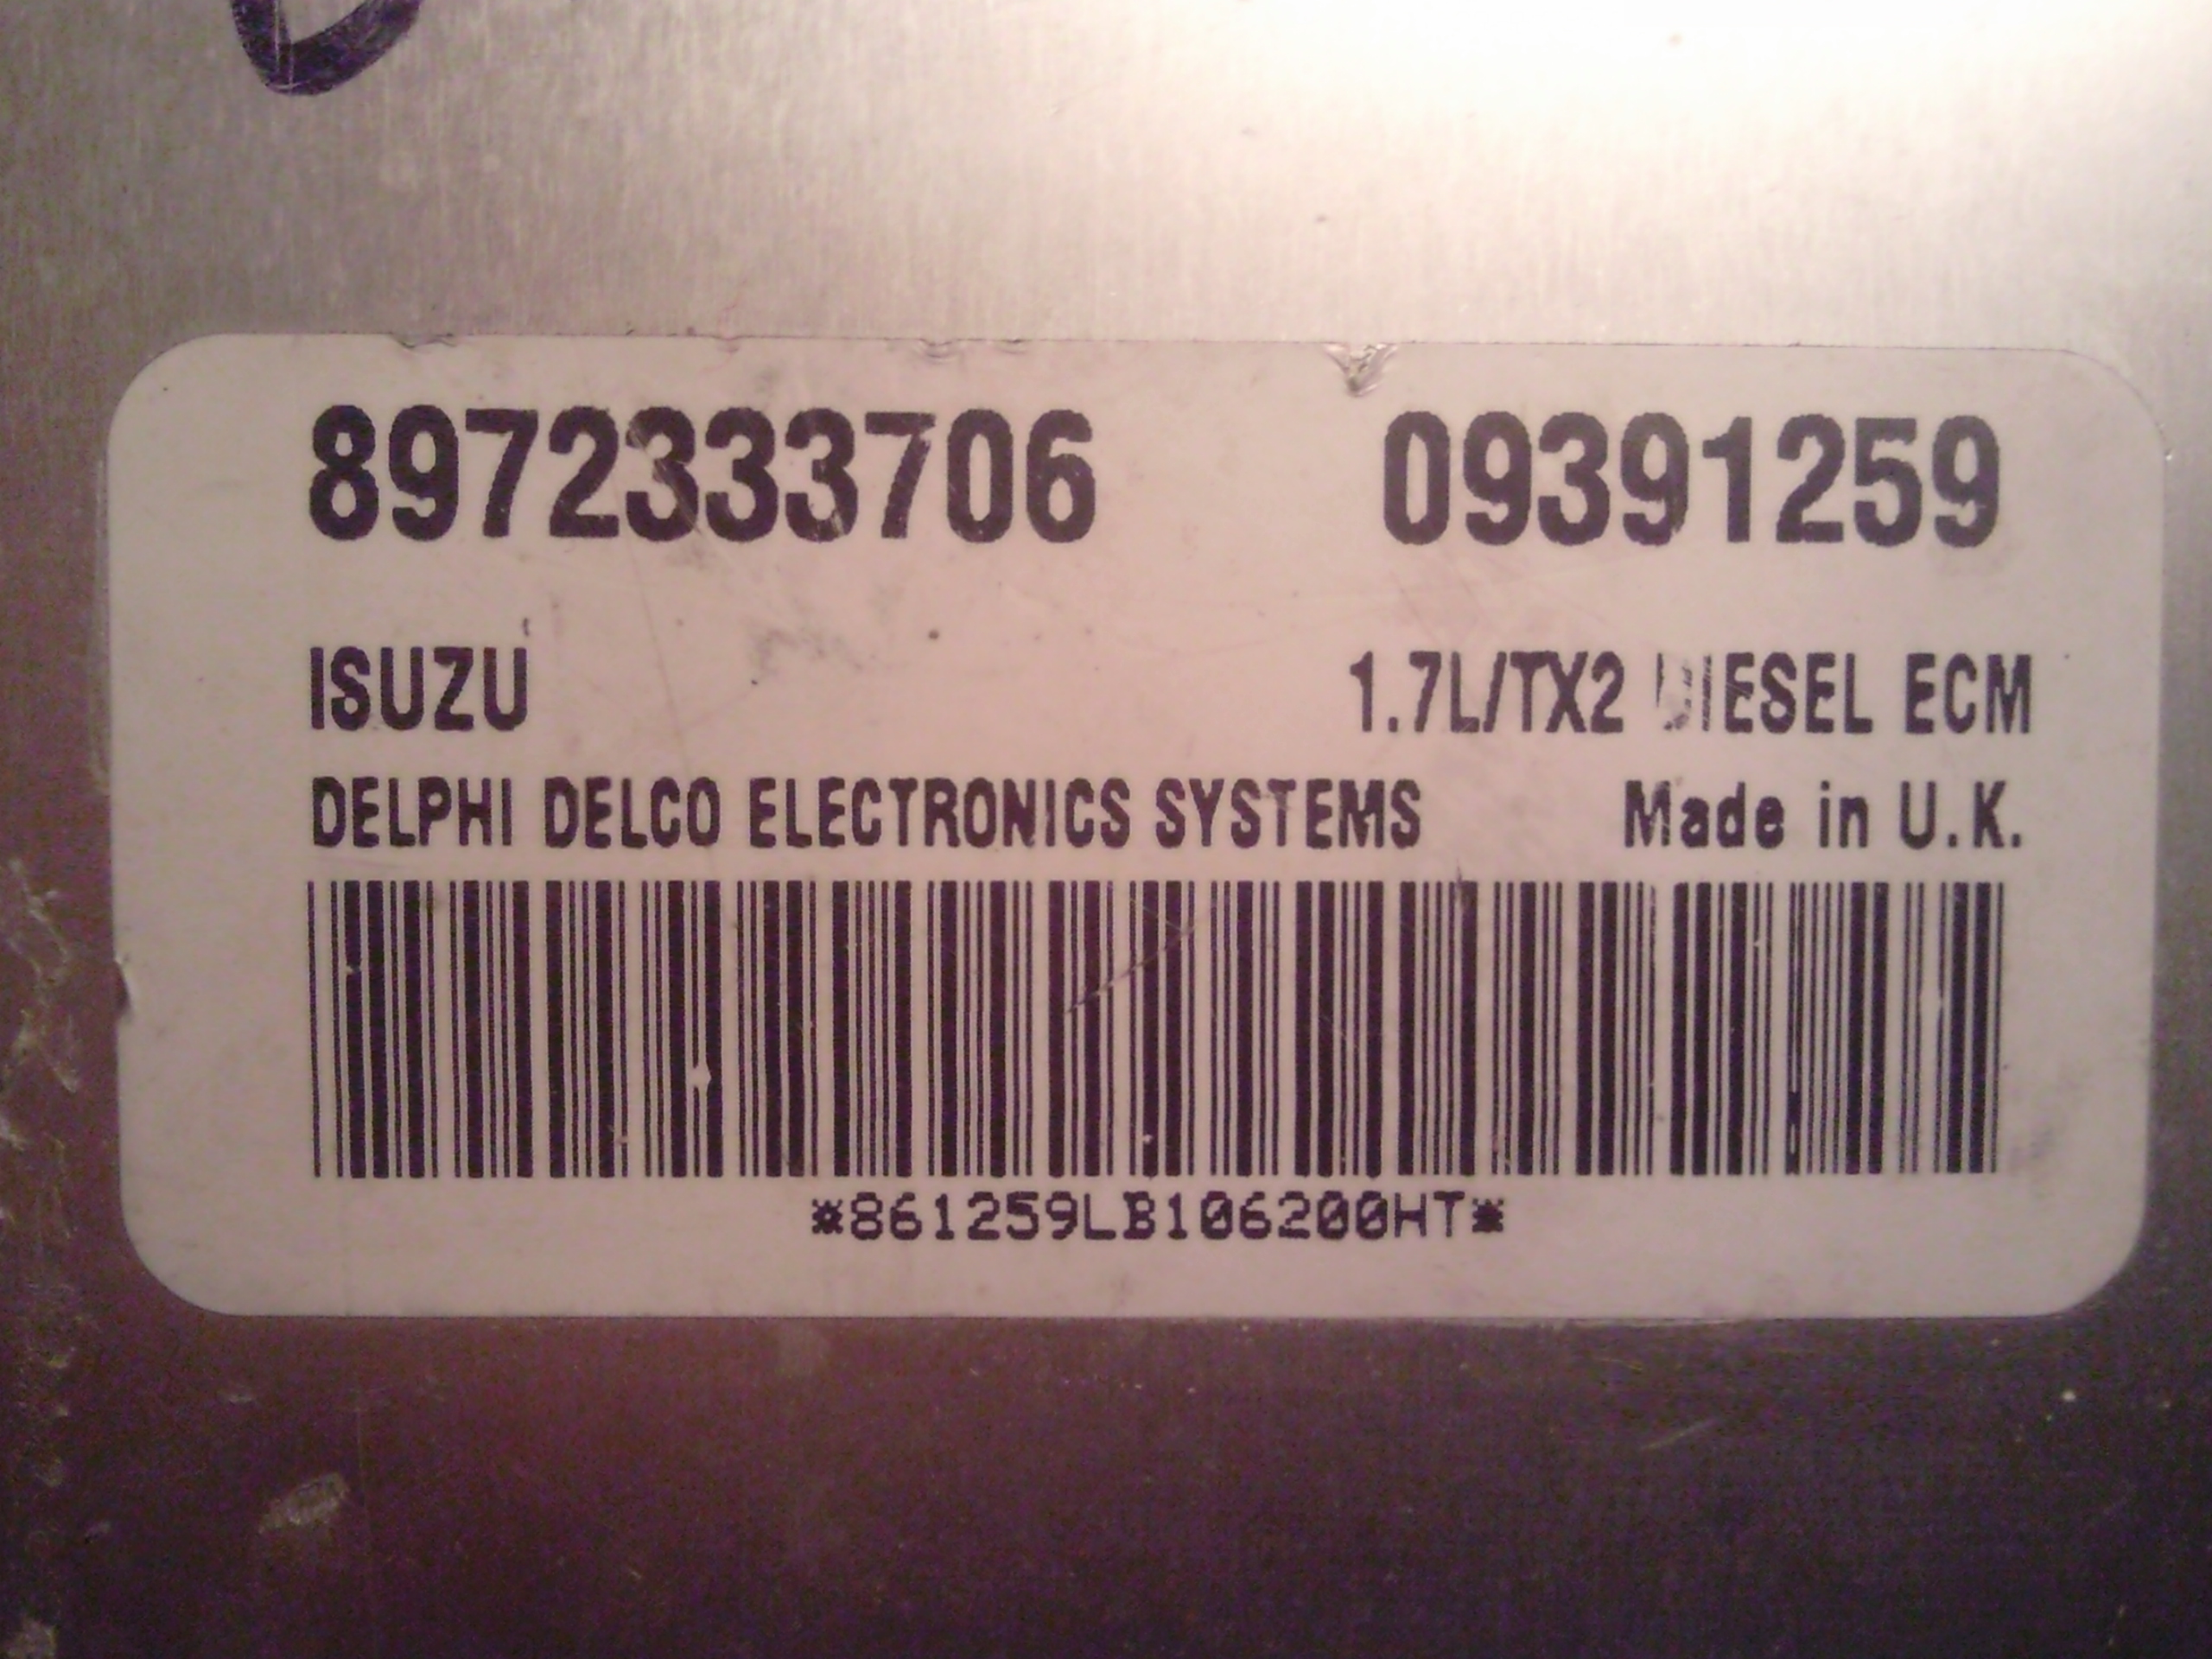 8972333706 09391259
ISUZU 1.7L/TX2 DIESEL ECM
DELPHI DELCO ELECTRONICS SYSTEMS Made in U.K.
*861259LB106200HT*